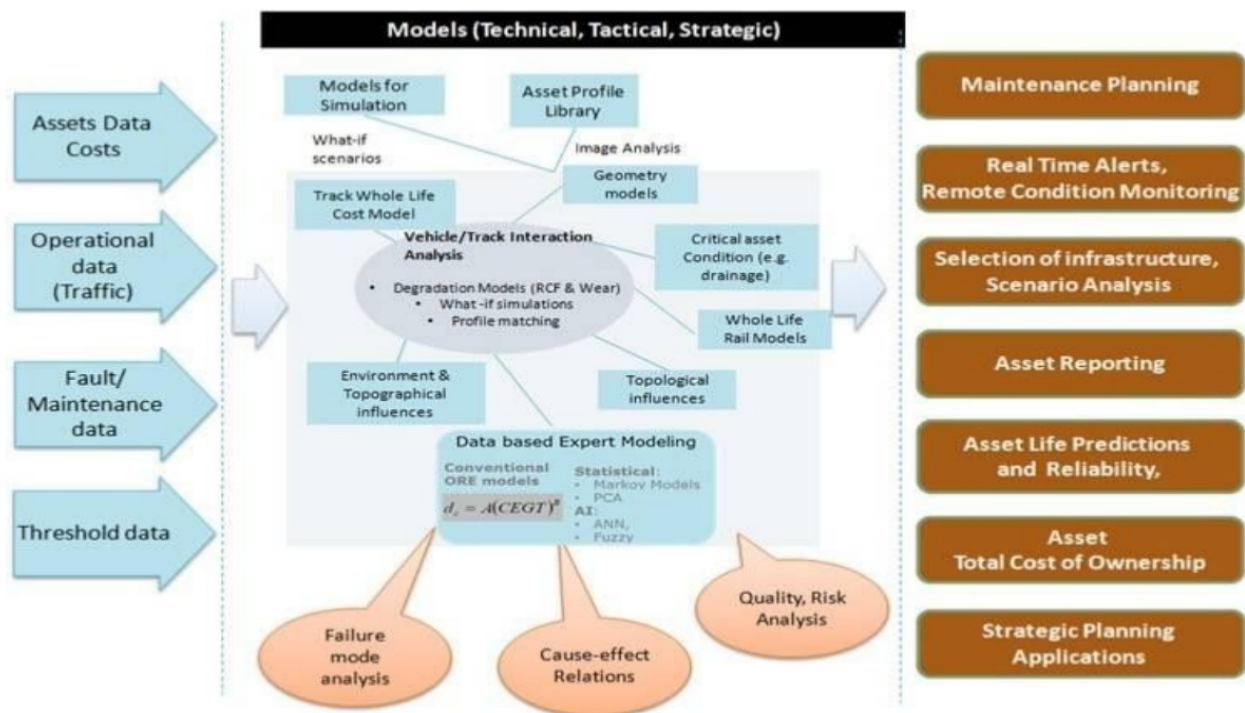 Models (Technical, Tactical, Strategic)
Assets Data
Costs
Operational
data
(Traffic)
Fault/
Maintenance
data
Threshold data
Models for
Simulation
Asset Profile
Library
What-if
scenarios
Image Analysis
Geometry
models
Track Whole Life
Cost Model
Vehicle/Track Interaction
Analysis
• Degradation Models (RCF & Wear)
• What -if simulations
• Profile matching
Critical asset
Condition (e.g.
drainage)
Whole Life
Rail Models
Environment &
Topographical
influences
Topological
influences
Data based Expert Modeling
Conventional
ORE models
Statistical:
• Markov Models
• PCA
AI:
• ANN,
• Fuzzy
Failure
mode
analysis
Cause-effect
Relations
Quality, Risk
Analysis
Maintenance Planning
Real Time Alerts,
Remote Condition Monitoring
Selection of infrastructure,
Scenario Analysis
Asset Reporting
Asset Life Predictions
and Reliability,
Asset
Total Cost of Ownership
Strategic Planning
Applications